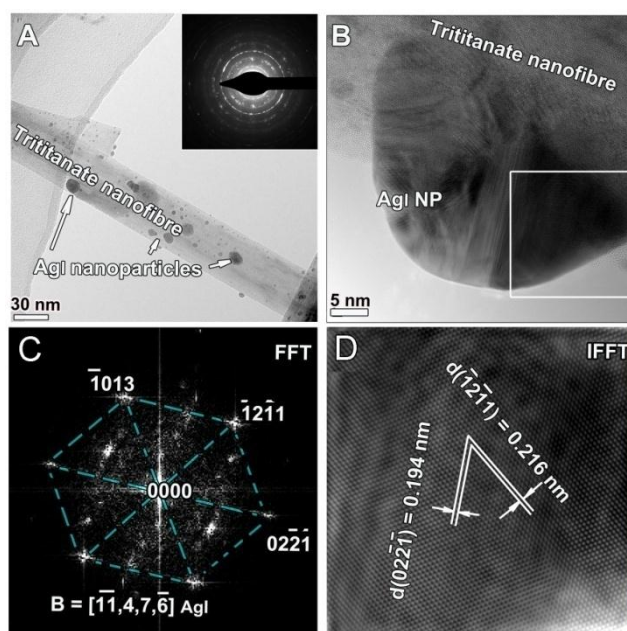 A
Trititanate nanofibre
AgI nanoparticles
30 nm
B
Trititanate nanofibre
AgI NP
5 nm
C
FFT
1̄013
1̄21̄1
0000
022̄1̄
B = [1̄1̄,4,7,6̄] AgI
D
IFFT
d(1̄21̄1) = 0.216 nm
d(022̄1̄) = 0.194 nm